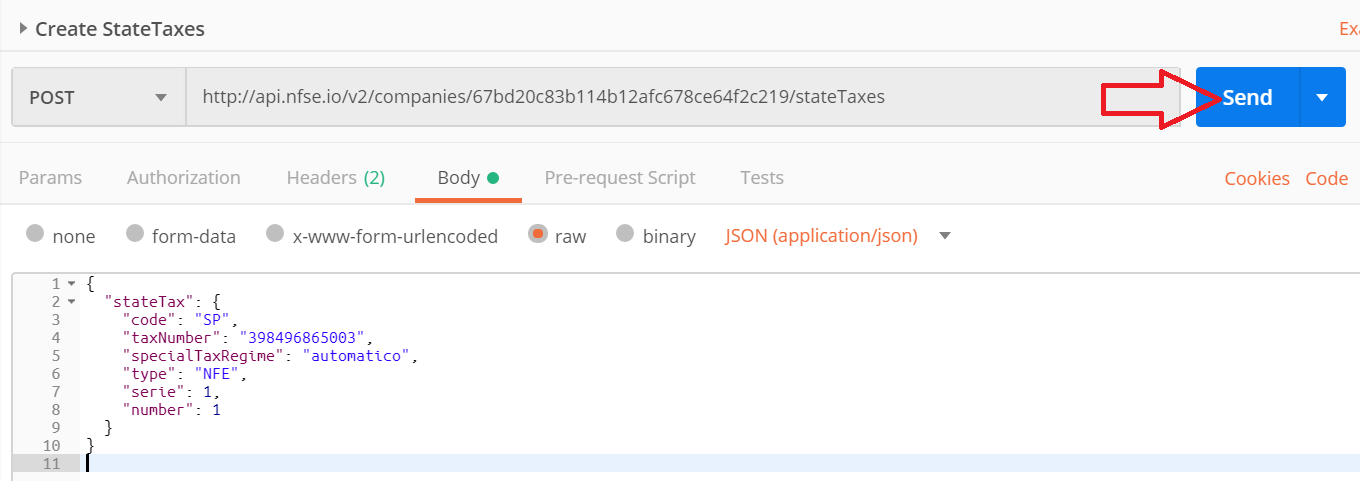 Create StateTaxes
Exa
POST http://api.nfse.io/v2/companies/67bd20c83b114b12afc678ce64f2c219/stateTaxes Send
Params Authorization Headers (2) Body Pre-request Script Tests Cookies Code
none form-data x-www-form-urlencoded raw binary JSON (application/json)
1 {
2 "stateTax": {
3 "code": "SP",
4 "taxNumber": "398496865003",
5 "specialTaxRegime": "automatico",
6 "type": "NFE",
7 "serie": 1,
8 "number": 1
9 }
10 }
11